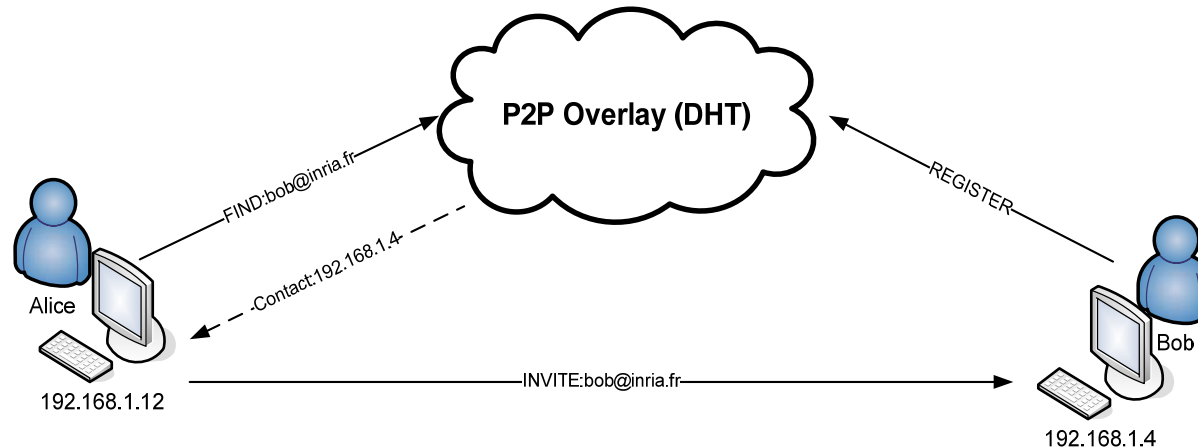 P2P Overlay (DHT)
FIND:bob@inria.fr
REGISTER
Contact:192.168.1.4
Alice
Bob
INVITE:bob@inria.fr
192.168.1.12
192.168.1.4